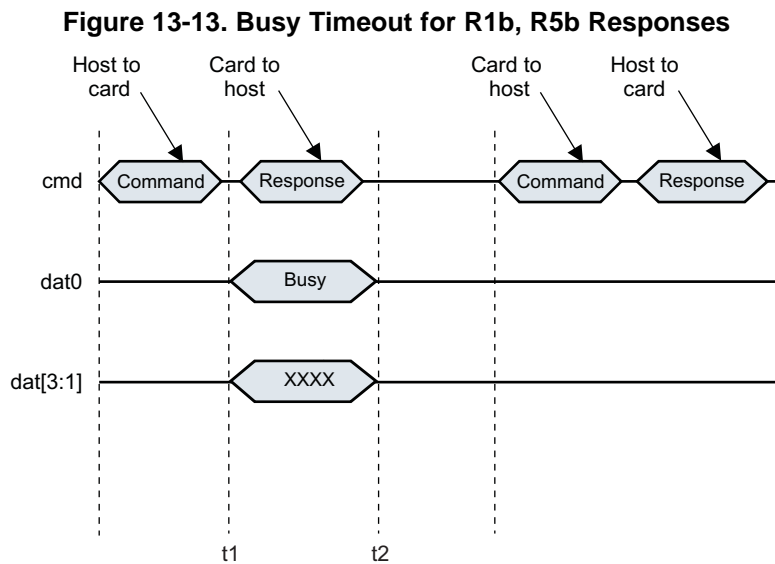 Figure 13-13. Busy Timeout for R1b, R5b Responses
Host to
card
Card to
host
Card to
host
Host to
card
cmd
Command
Response
Command
Response
dat0
Busy
dat[3:1]
XXXX
t1
t2